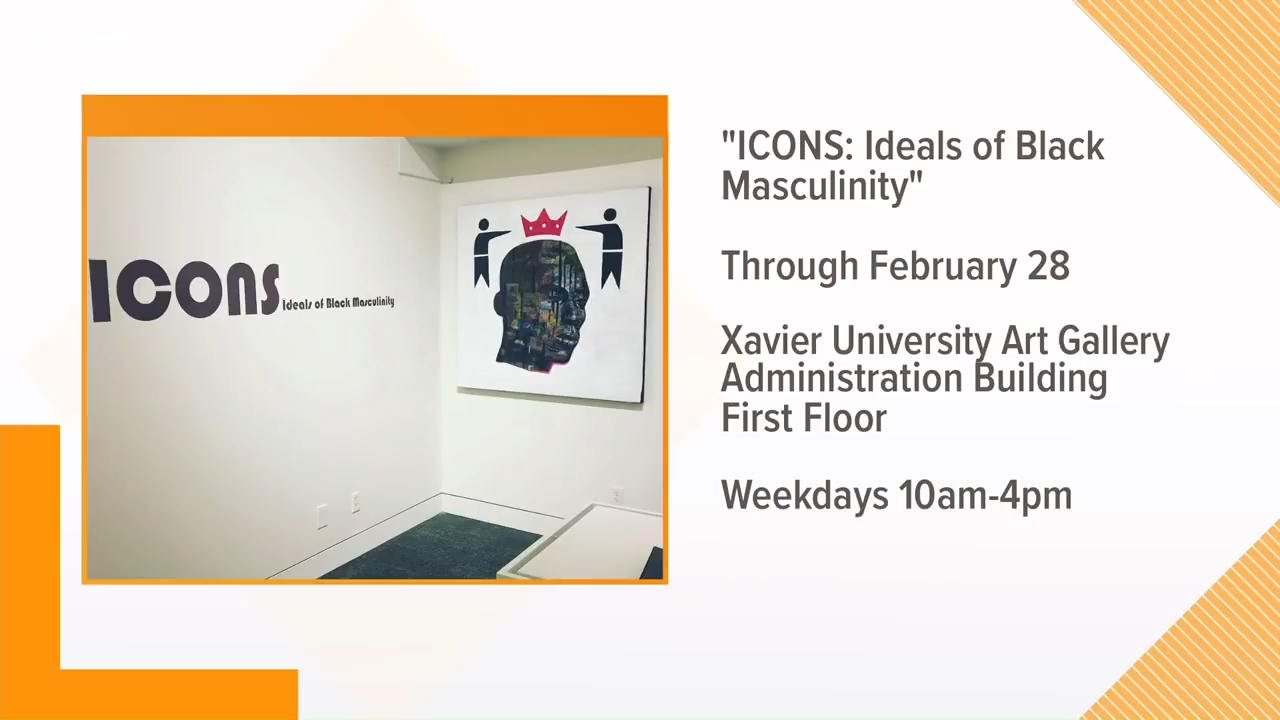 ICONS Ideals of Black Masculinity
"ICONS: Ideals of Black
Masculinity"
Through February 28
Xavier University Art Gallery
Administration Building
First Floor
Weekdays 10am-4pm